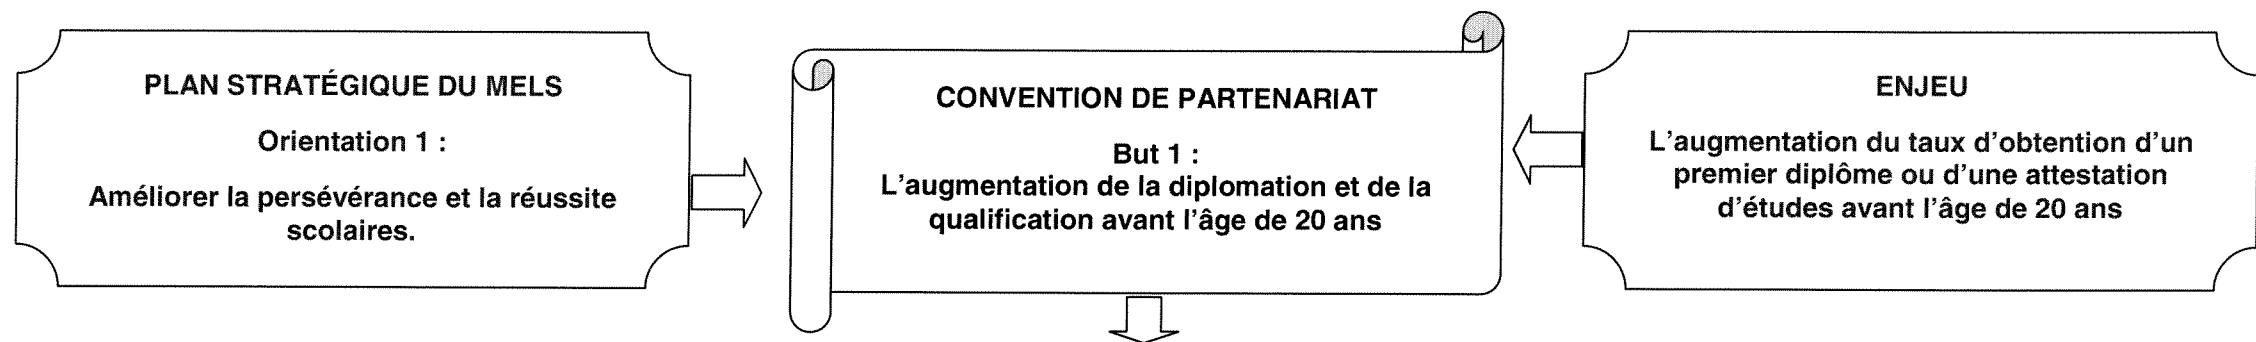 PLAN STRATÉGIQUE DU MELS
Orientation 1 :
Améliorer la persévérance et la réussite
scolaires.
CONVENTION DE PARTENARIAT
But 1 :
L'augmentation de la diplomation et de la
qualification avant l'âge de 20 ans
ENJEU
L'augmentation du taux d'obtention d'un
premier diplôme ou d'une attestation
d'études avant l'âge de 20 ans